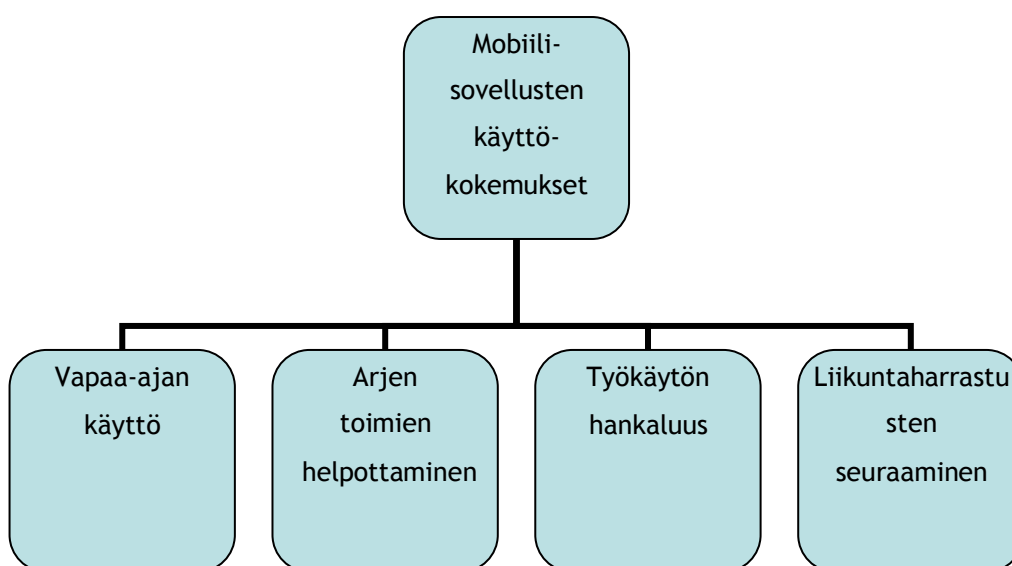 Mobiili-
sovellusten
käyttö-
kokemukset
Vapaa-ajan
käyttö
Arjen
toimien
helpottaminen
Työkäytön
hankaluus
Liikuntaharrastu
sten
seuraaminen